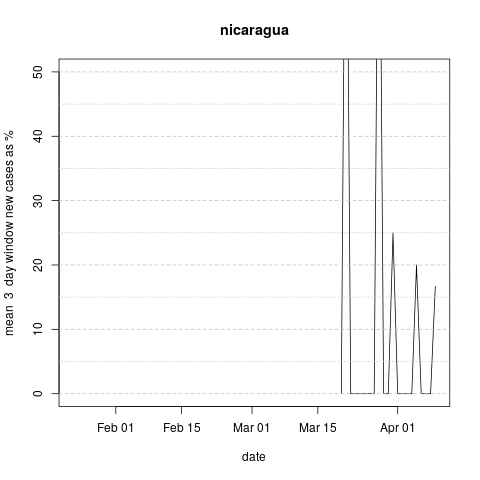 nicaragua
mean  3  day window new cases as %
50
40
30
20
10
0
Feb 01
Feb 15
Mar 01
Mar 15
Apr 01
date